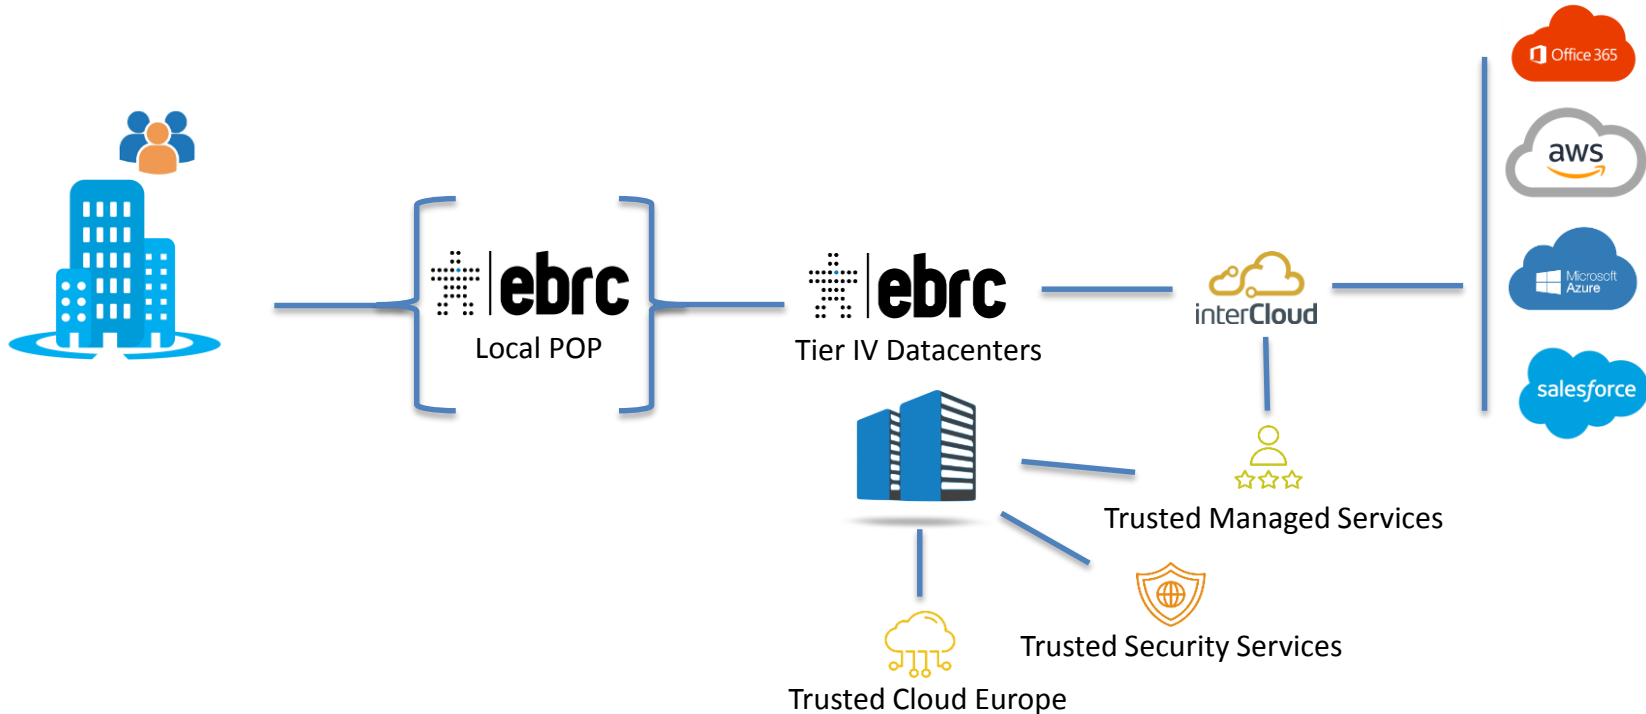 Office 365
aws
ebrc
Local POP
ebrc
Tier IV Datacenters
interCloud
Microsoft
Azure
salesforce
Trusted Managed Services
Trusted Security Services
Trusted Cloud Europe